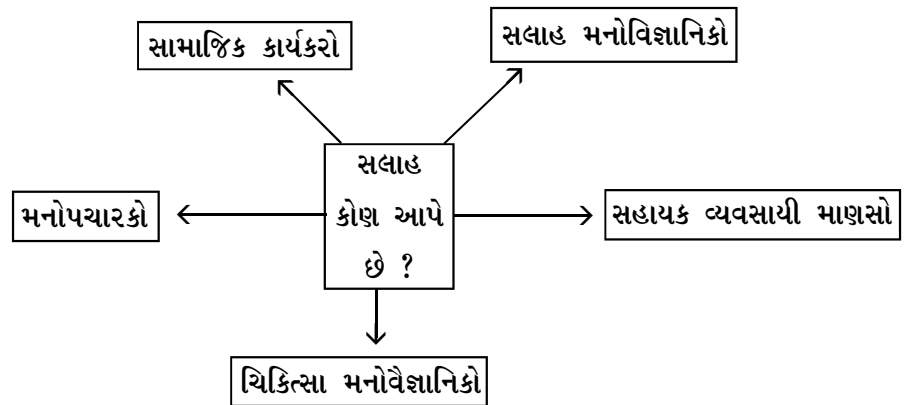 સામાજિક કાર્યકરો
સલાહ મનોવિજ્ઞાનિકો
સલાહ
કોણ આપે
છે ?
મનોપચારકો
સહાયક વ્યવસાયી માણસો
ચિકિત્સા મનોવૈજ્ઞાનિકો